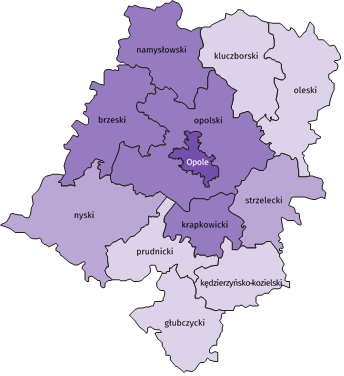 namysłowski
kluczborski
oleski
brzeski
opolski
Opole
strzelecki
nyski
krapkowicki
prudnicki
kędzierzyńsko-kozielski
głubczycki